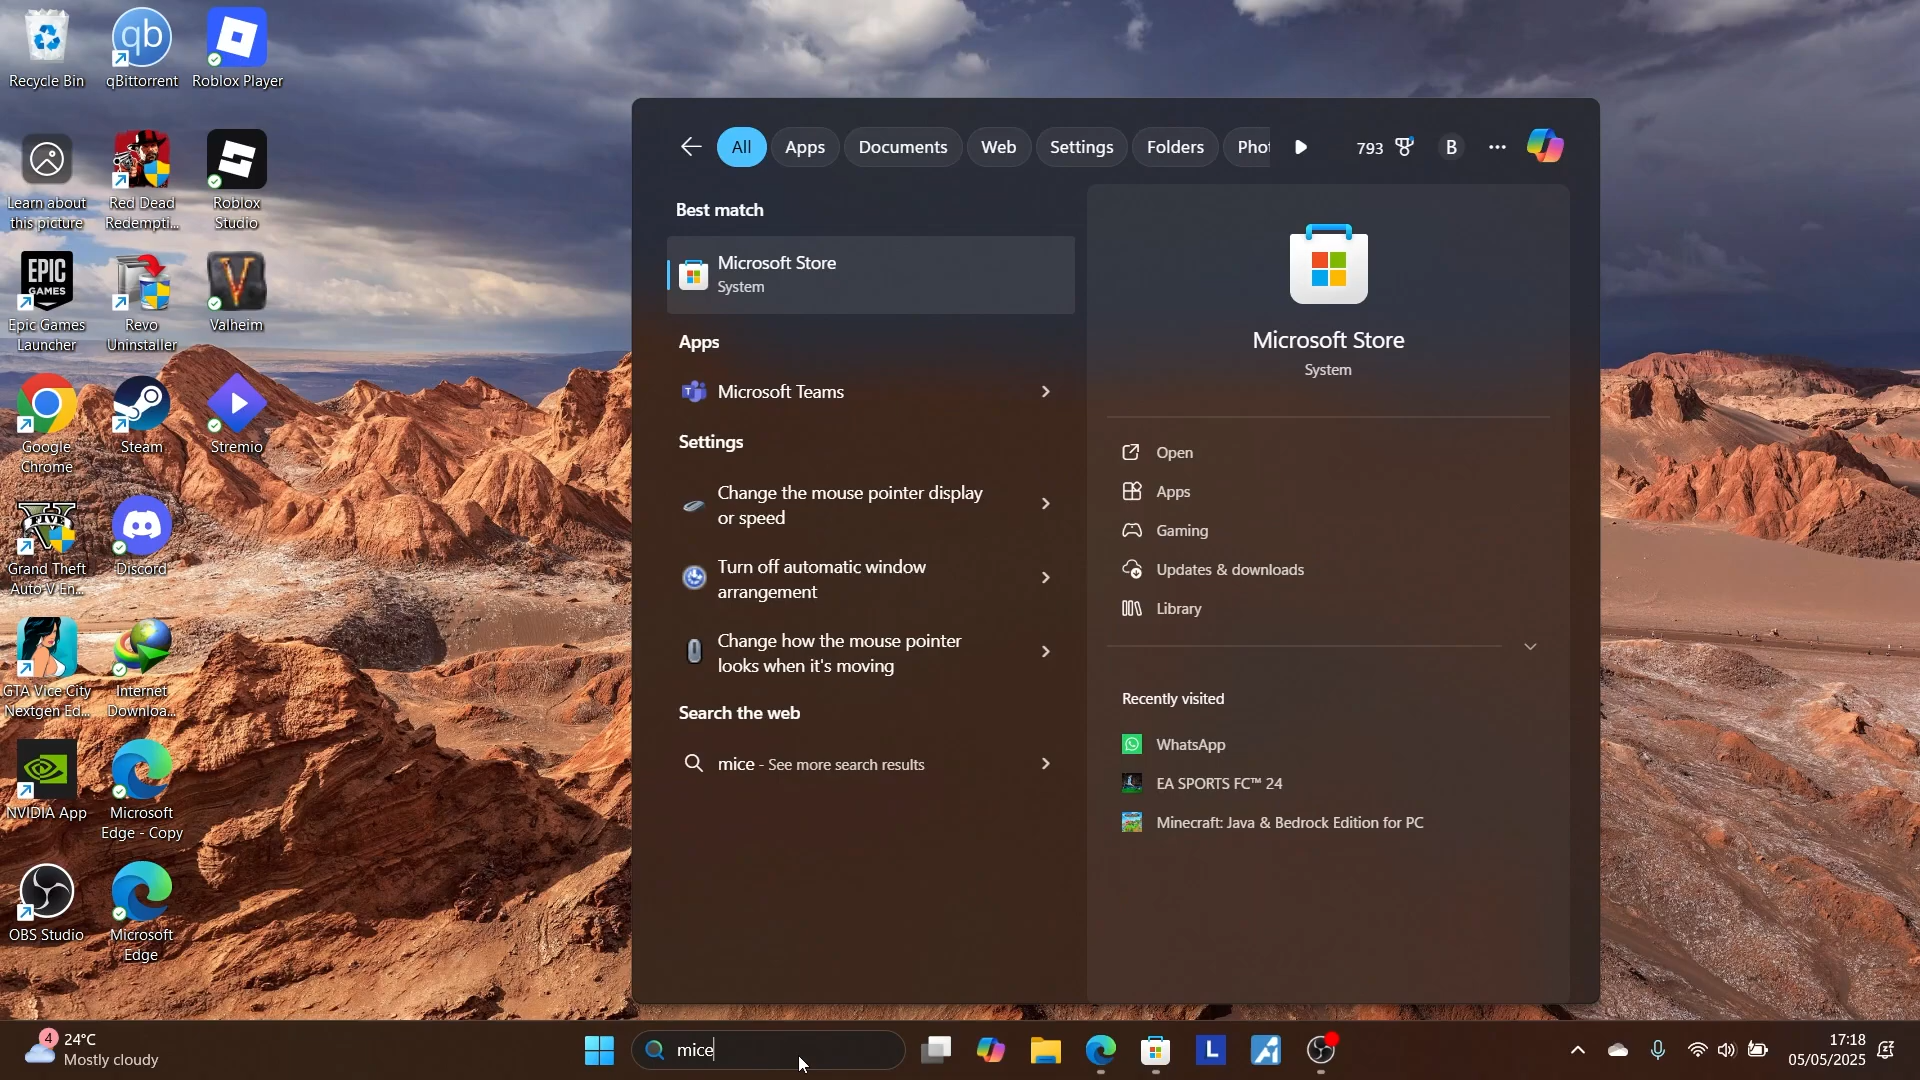 Recycle Bin
qBittorrent
Roblox Player
Learn about
this picture
Red Dead
Redempti...
Roblox
Studio
EPIC
GAMES
Epic Games
Launcher
Revo
Uninstaller
Valheim
Google
Chrome
Steam
Stremio
Grand Theft
Auto V En...
Discord
GTA Vice City
Nextgen Ed...
Internet
Downloa...
NVIDIA App
Microsoft
Edge - Copy
OBS Studio
Microsoft
Edge
All
Apps
Documents
Web
Settings
Folders
Phot
793
B
Best match
Microsoft Store
System
Apps
Microsoft Teams
Settings
Change the mouse pointer display
or speed
Turn off automatic window
arrangement
Change how the mouse pointer
looks when it's moving
Search the web
mice - See more search results
Microsoft Store
System
Open
Apps
Gaming
Updates & downloads
Library
Recently visited
WhatsApp
EA SPORTS FC™ 24
Minecraft: Java & Bedrock Edition for PC
4
24°C
Mostly cloudy
mice
L
17:18
05/05/2025